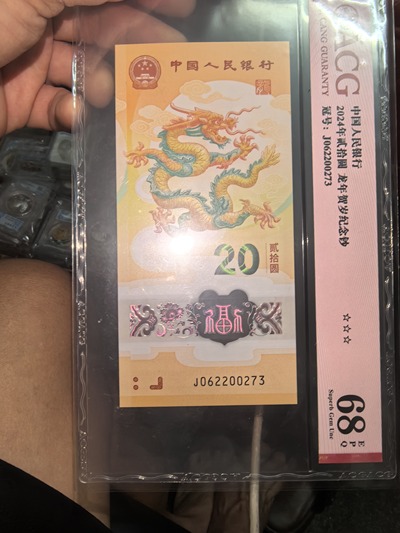 中国人民银行
20
贰拾圆
福
J062200273
ACG
CANG GUARANTY
中国人民银行
2024年贰拾圆 龙年贺岁纪念钞
冠号：J062200273
☆☆☆
68 E
P
Q
Superb Gem Unc